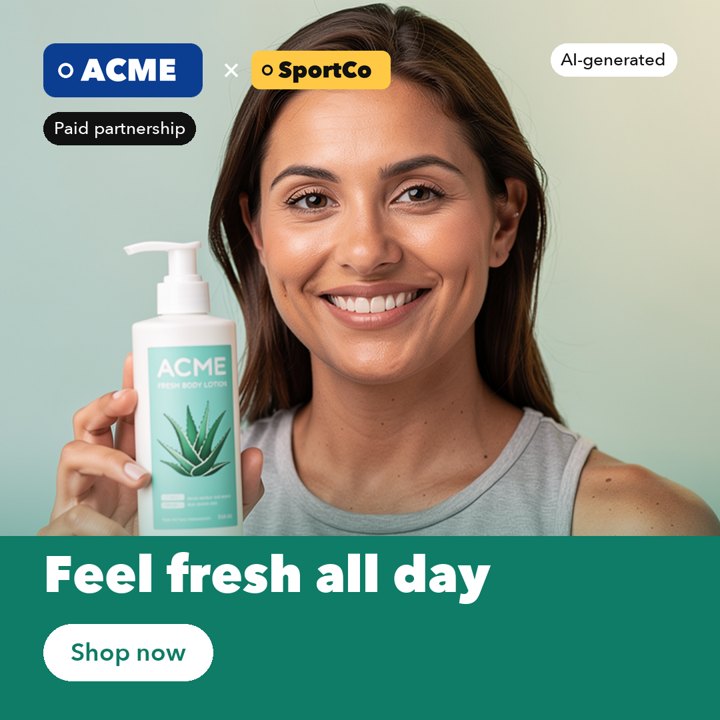 ACME × SportCo
AI-generated
Paid partnership
ACME
FRESH BODY LOTION
Feel fresh all day
Shop now